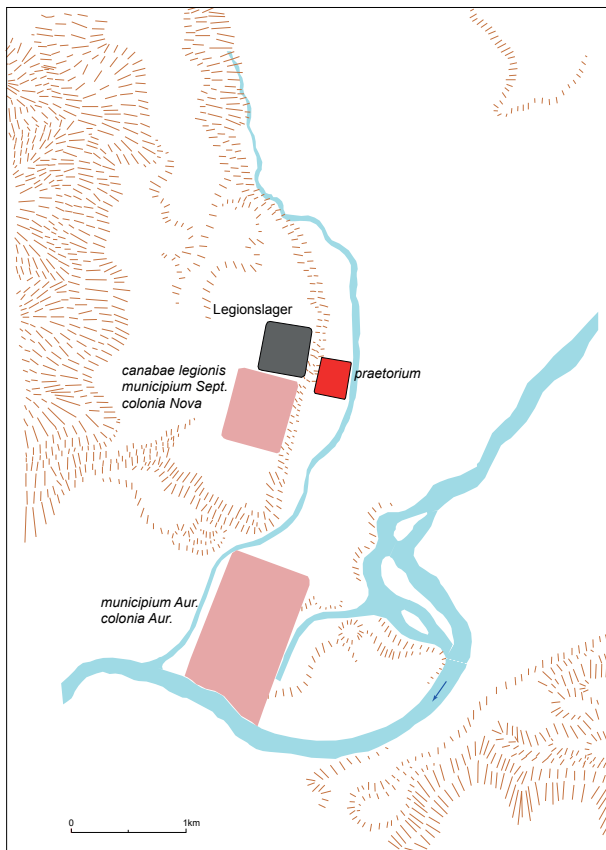 Legionslager
canabae legionis
municipium Sept.
colonia Nova
praetorium
municipium Aur.
colonia Aur.
0
1km